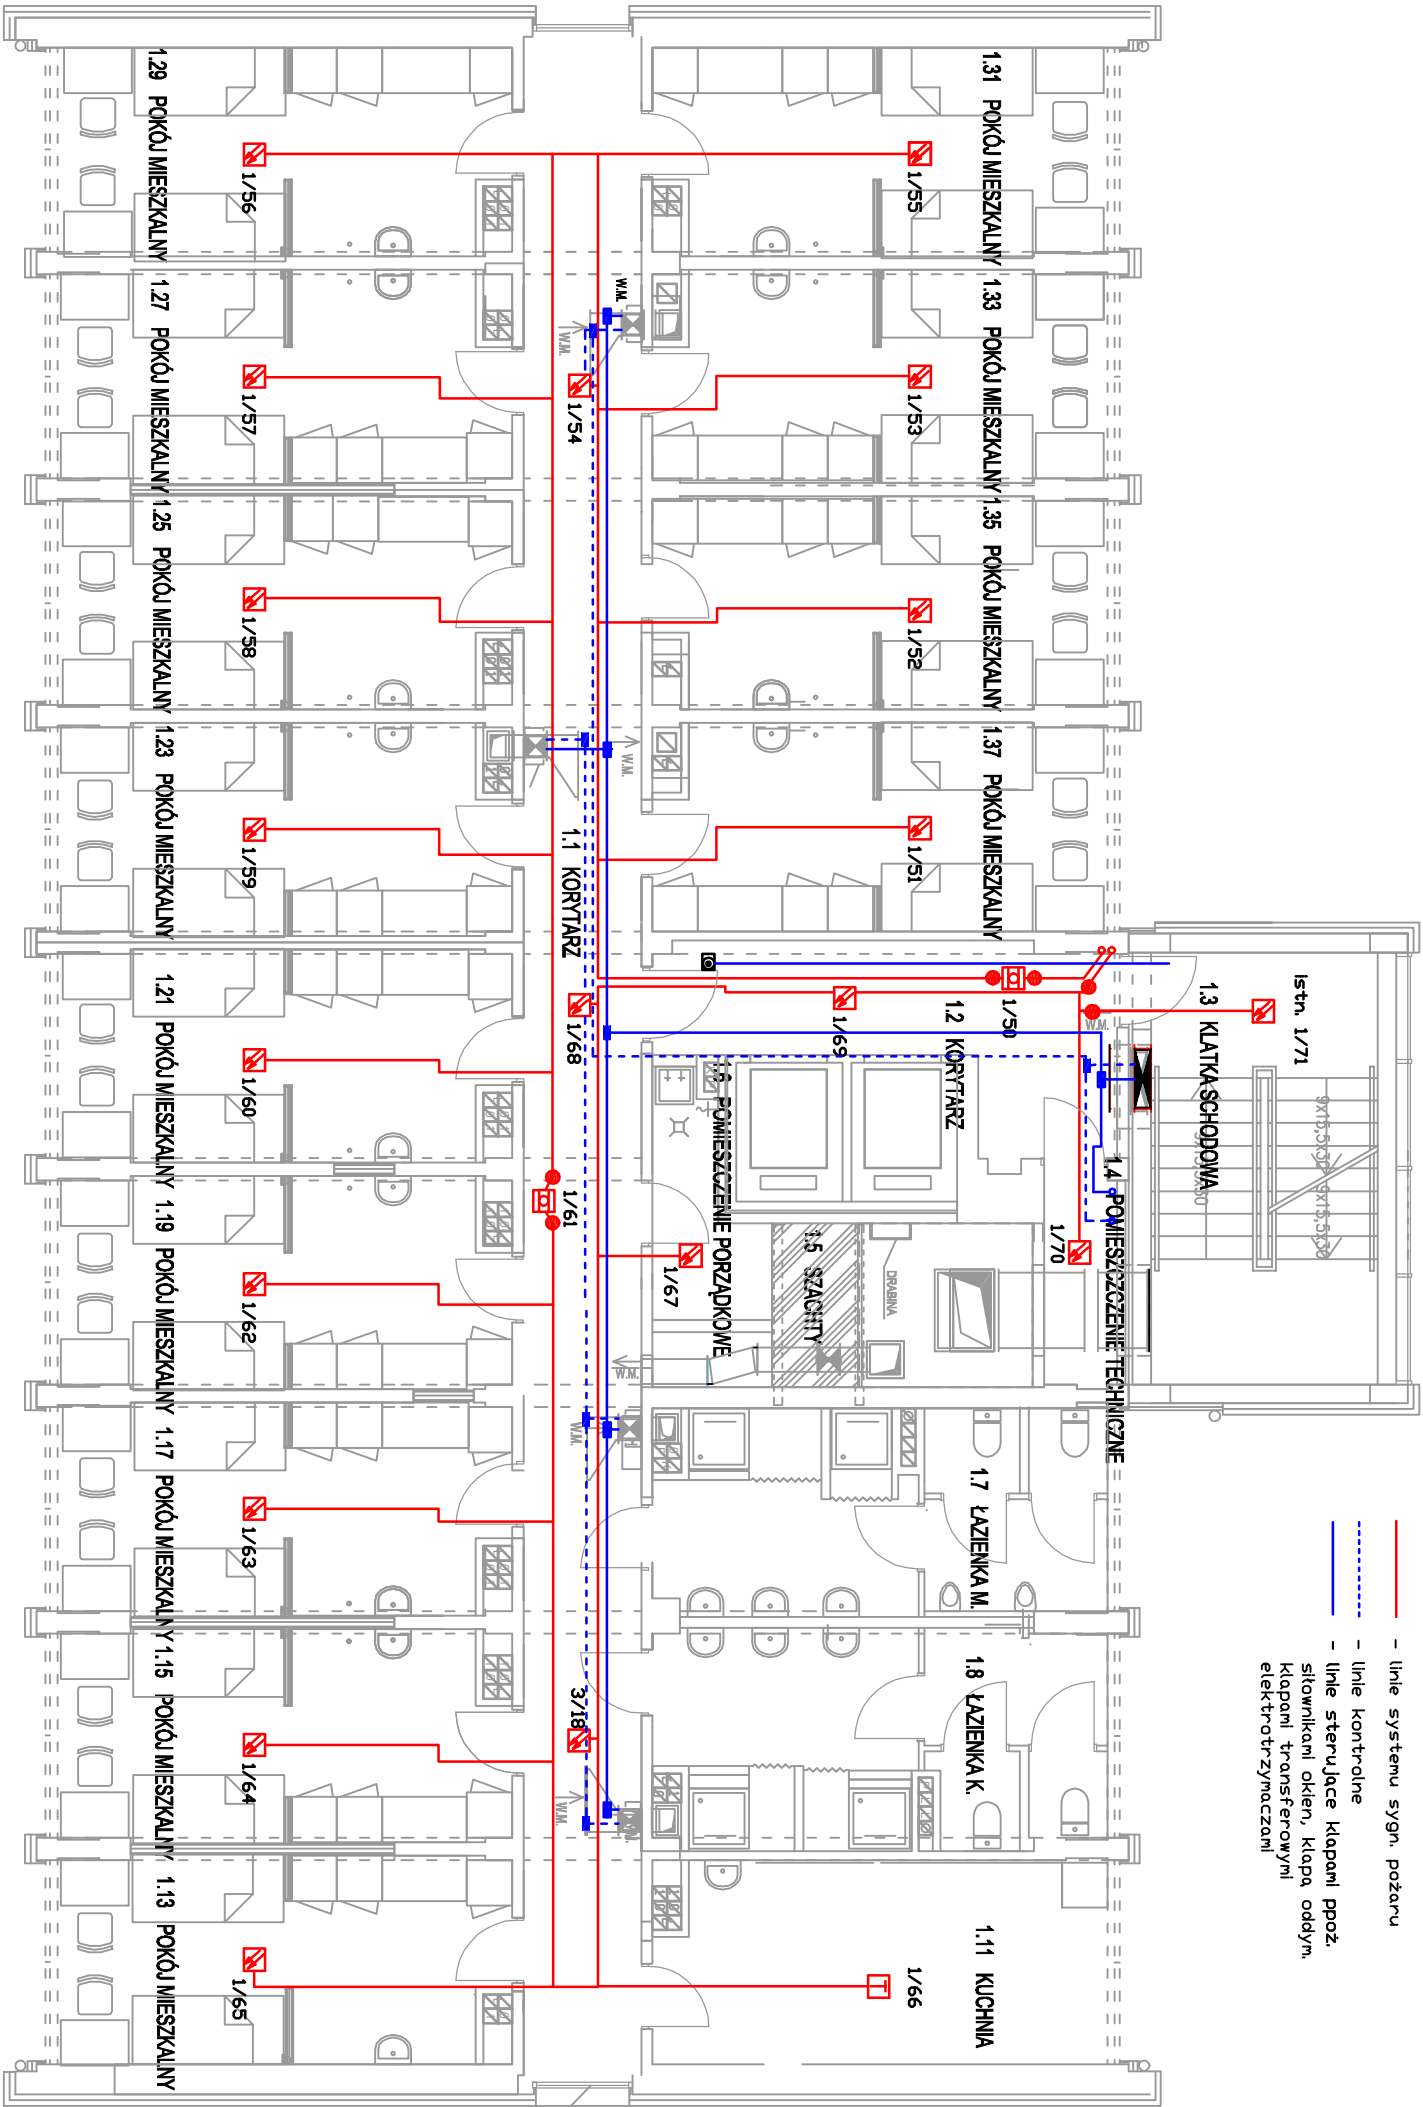 1.29 POKÓJ MIESZKALNY
1.27 POKÓJ MIESZKALNY
1.25 POKÓJ MIESZKALNY
1.23 POKÓJ MIESZKALNY
1.21 POKÓJ MIESZKALNY
1.19 POKÓJ MIESZKALNY
1.17 POKÓJ MIESZKALNY
1.15 POKÓJ MIESZKALNY
1.13 POKÓJ MIESZKALNY
1.31 POKÓJ MIESZKALNY
1.33 POKÓJ MIESZKALNY
1.35 POKÓJ MIESZKALNY
1.37 POKÓJ MIESZKALNY
1/56
1/57
1/58
1/59
1/60
1/62
1/63
1/64
1/65
1/55
1/53
1/52
1/51
1/54
1/68
1/61
3/18
1/67
1/69
1/50
1/70
1/66
Istn. 1/71
W.M.
W.M.
W.M.
W.M.
W.M.
W.M.
W.M.
1.1 KORYTARZ
1.2 KORYTARZ
1.3 KLATKA SCHODOWA
1.4 POMIESZCZCZENIE TECHNICZNE
1.5 SZACHTY
1.6 POMIESZCZENIE PORZĄDKOWE
DRABINA
1.7 ŁAZIENKA M.
1.8 ŁAZIENKA K.
1.11 KUCHNIA
9x15,5x30
9x15,5x30
- linie systemu sygn. pożaru
- linie kontrolne
- linie sterujące klapami ppoż.
siłownikami okien, klapą oddym.
klapami transferowymi
elektrotrzymaczami